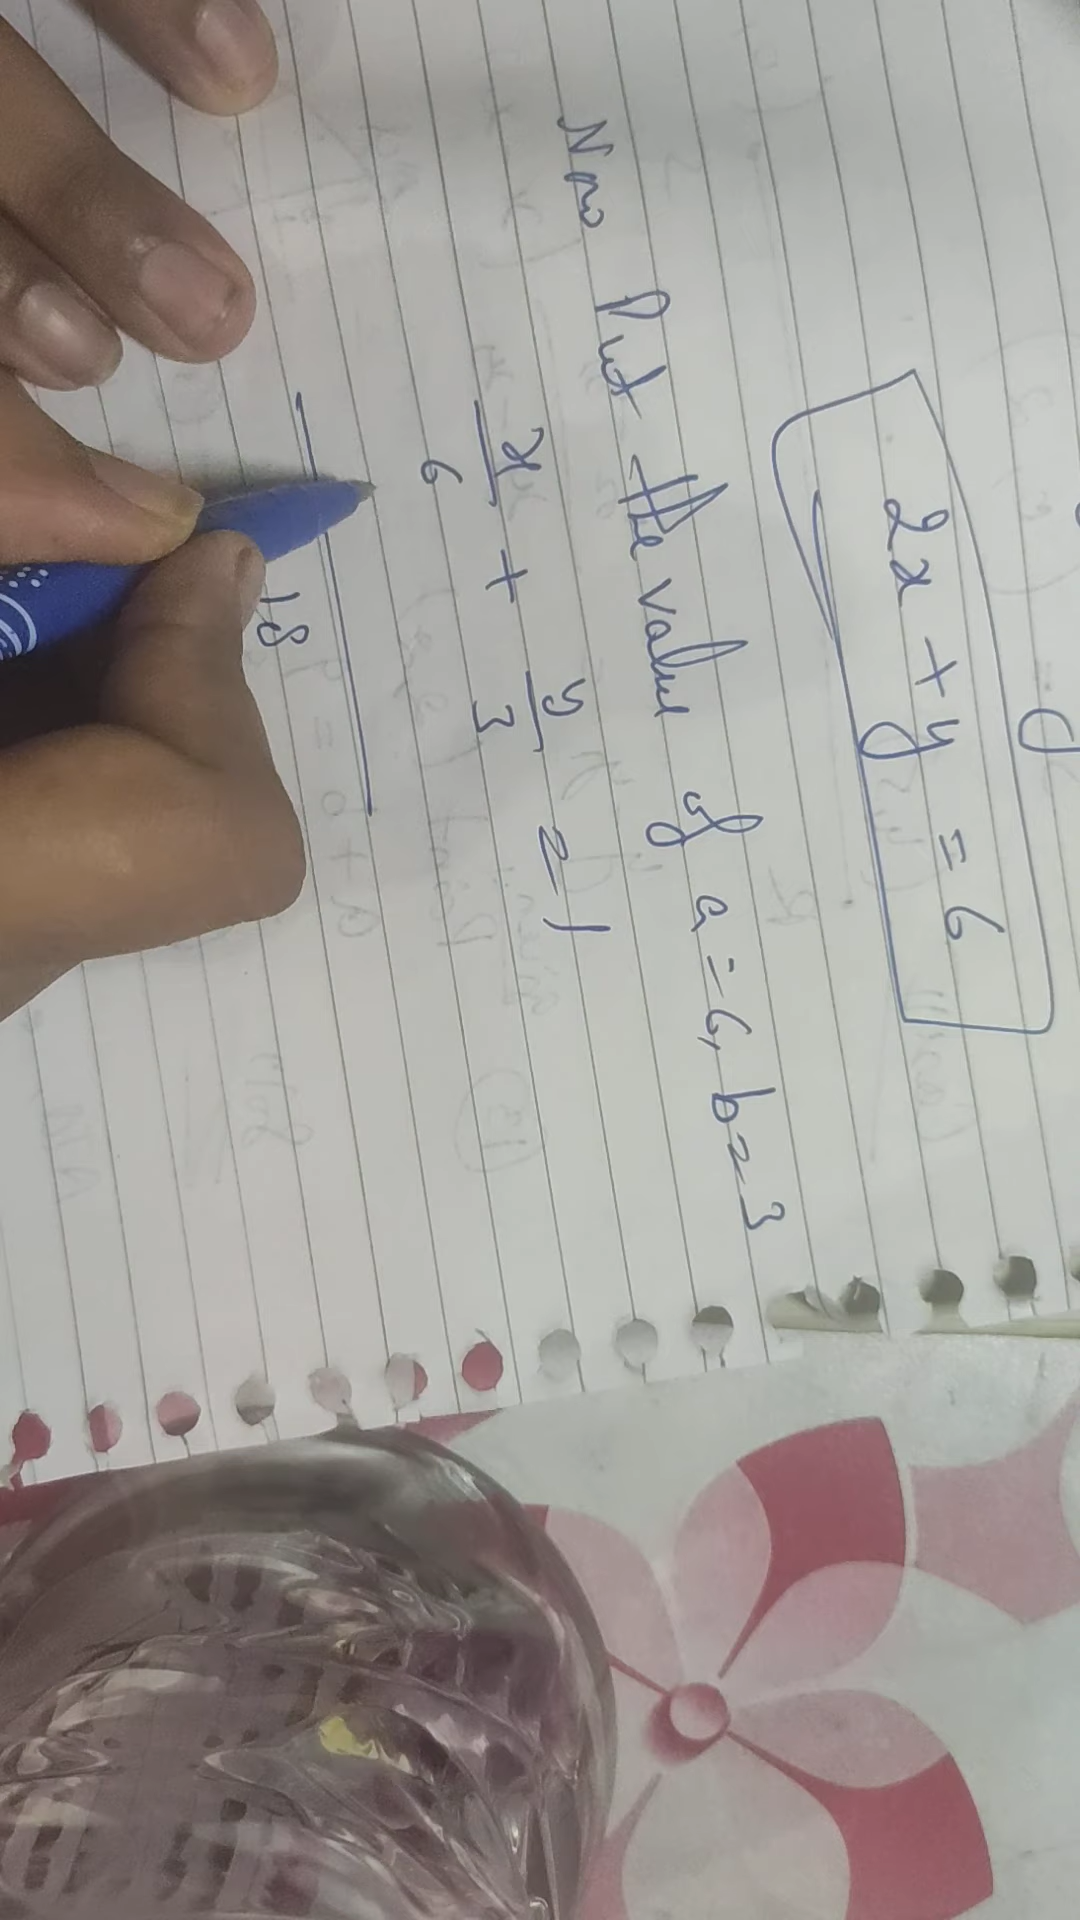 2x + y = 6
Now Put the value of a = 6, b = 3
x/6 + y/3 = 1
18